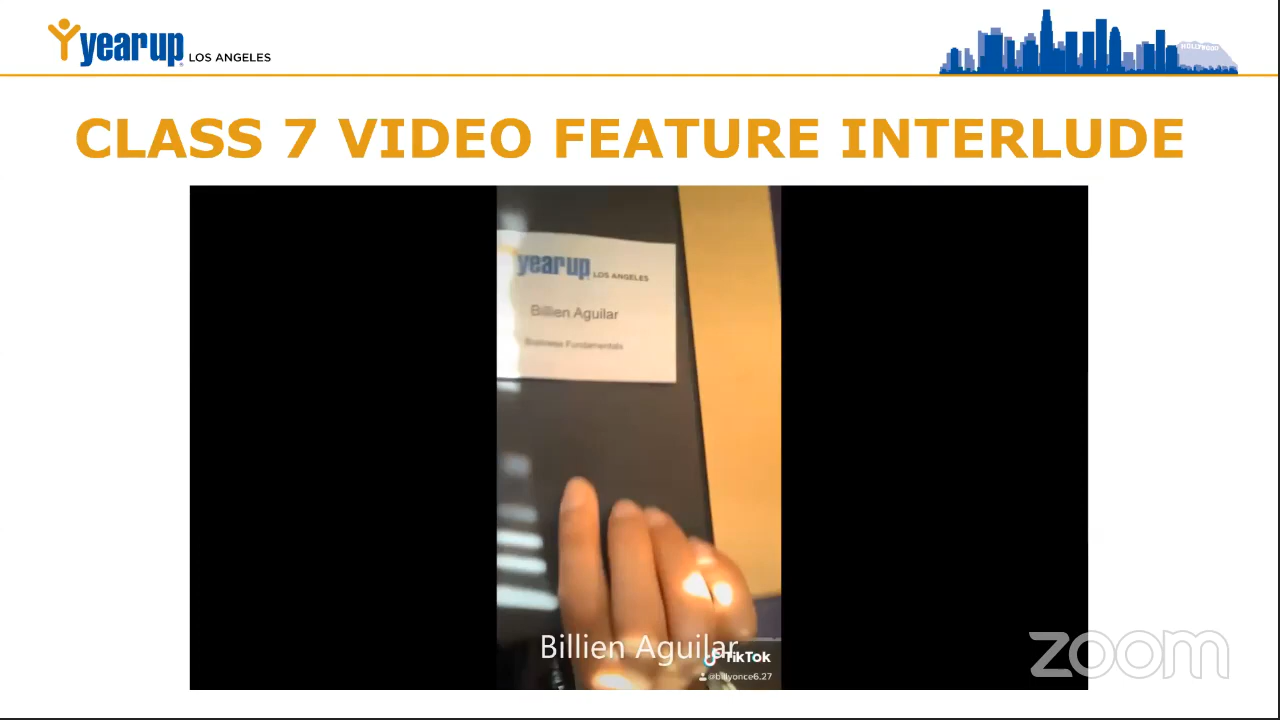 yearup LOS ANGELES
HOLLYWOOD
CLASS 7 VIDEO FEATURE INTERLUDE
yearup LOS ANGELES
Billien Aguilar
Business Fundamentals
Billien Aguilar
TikTok
@billyonce6.27
zoom